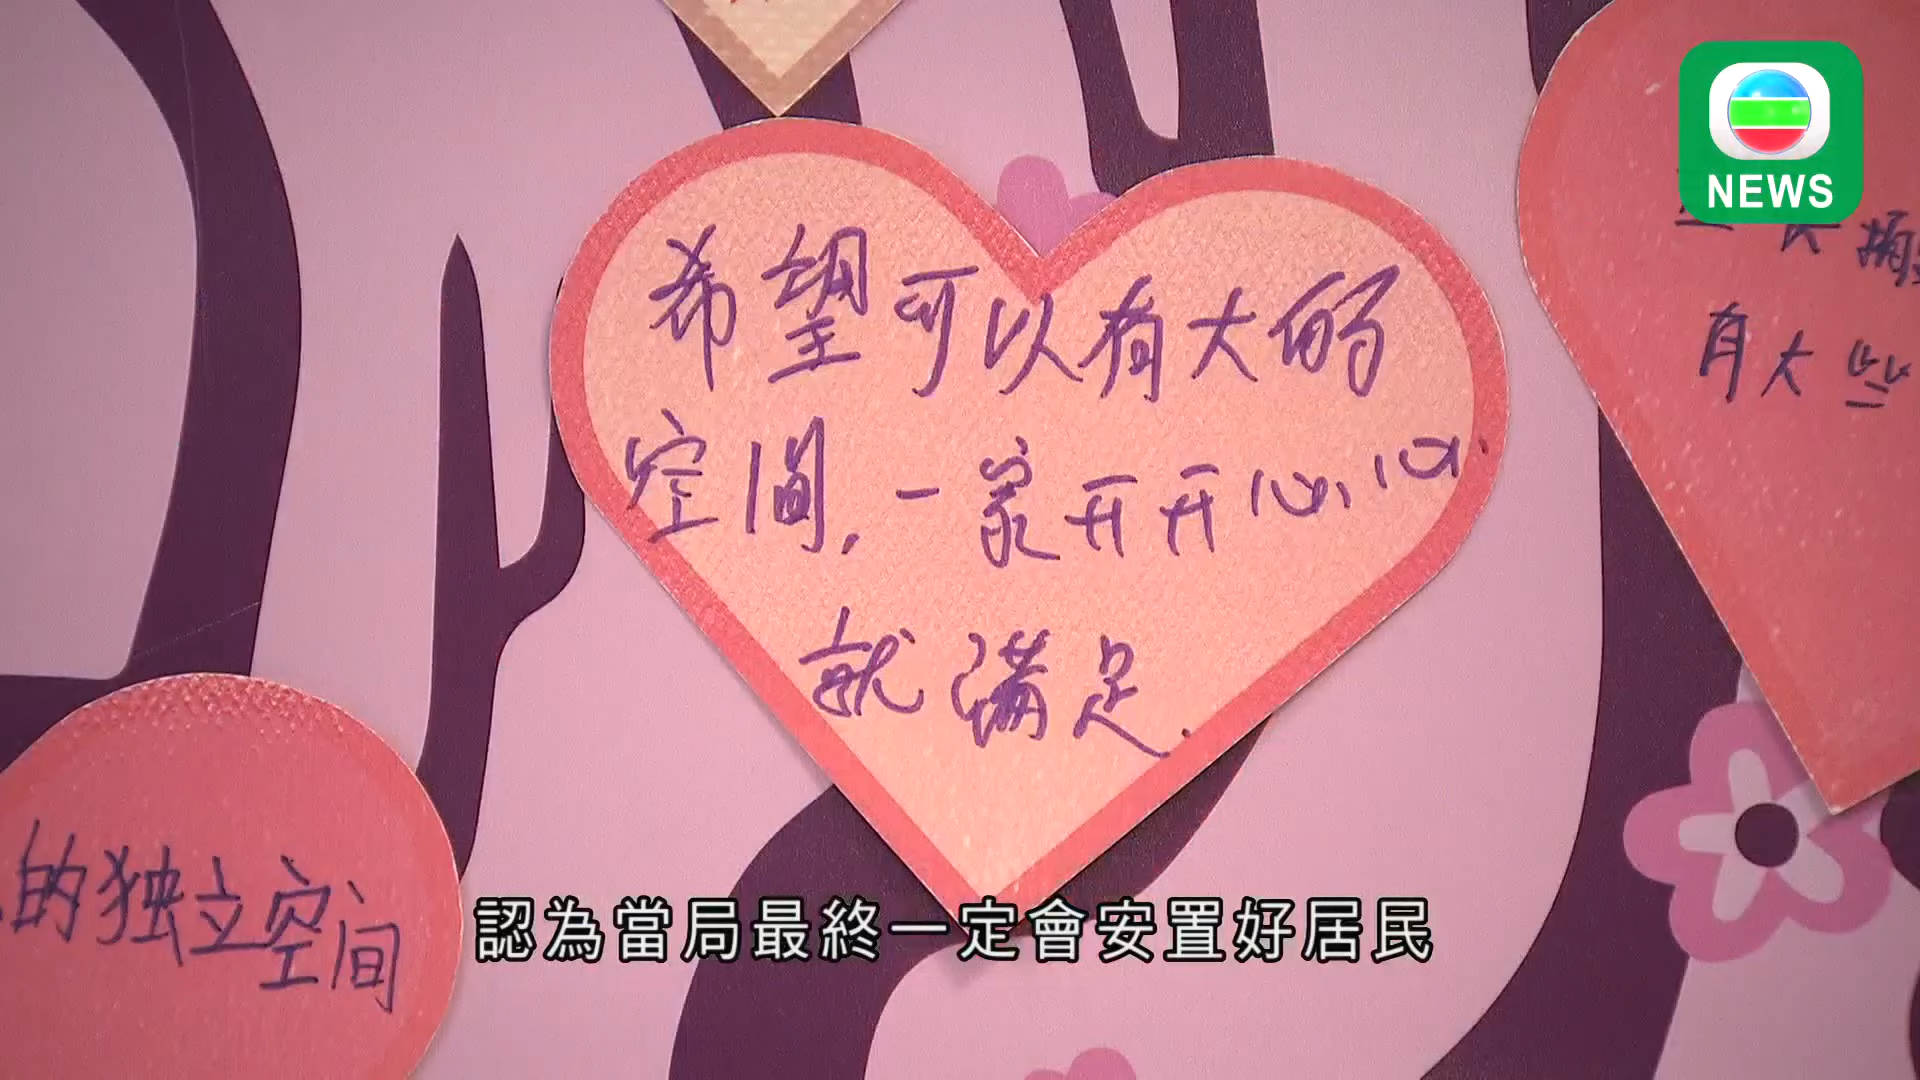 NEWS
希望可以有大的
空間,一家开开心心.
就满足.
有大些
的独立空间
認為當局最終一定會安置好居民